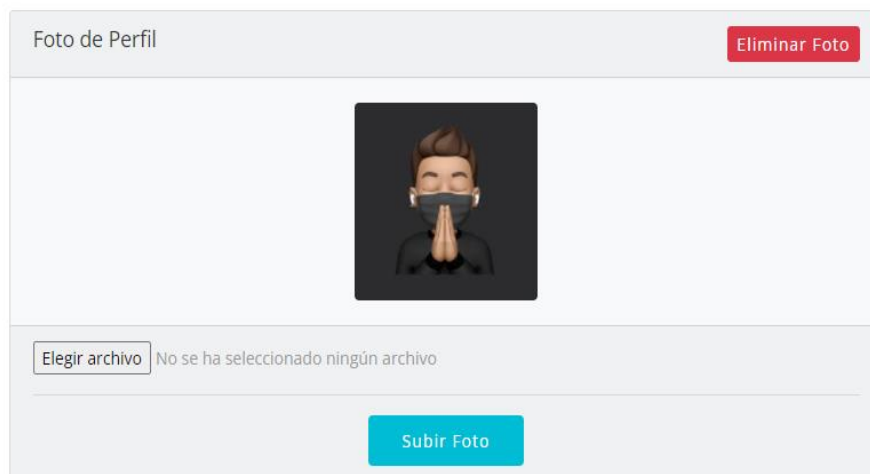 Foto de Perfil
Eliminar Foto
Elegir archivo No se ha seleccionado ningún archivo
Subir Foto